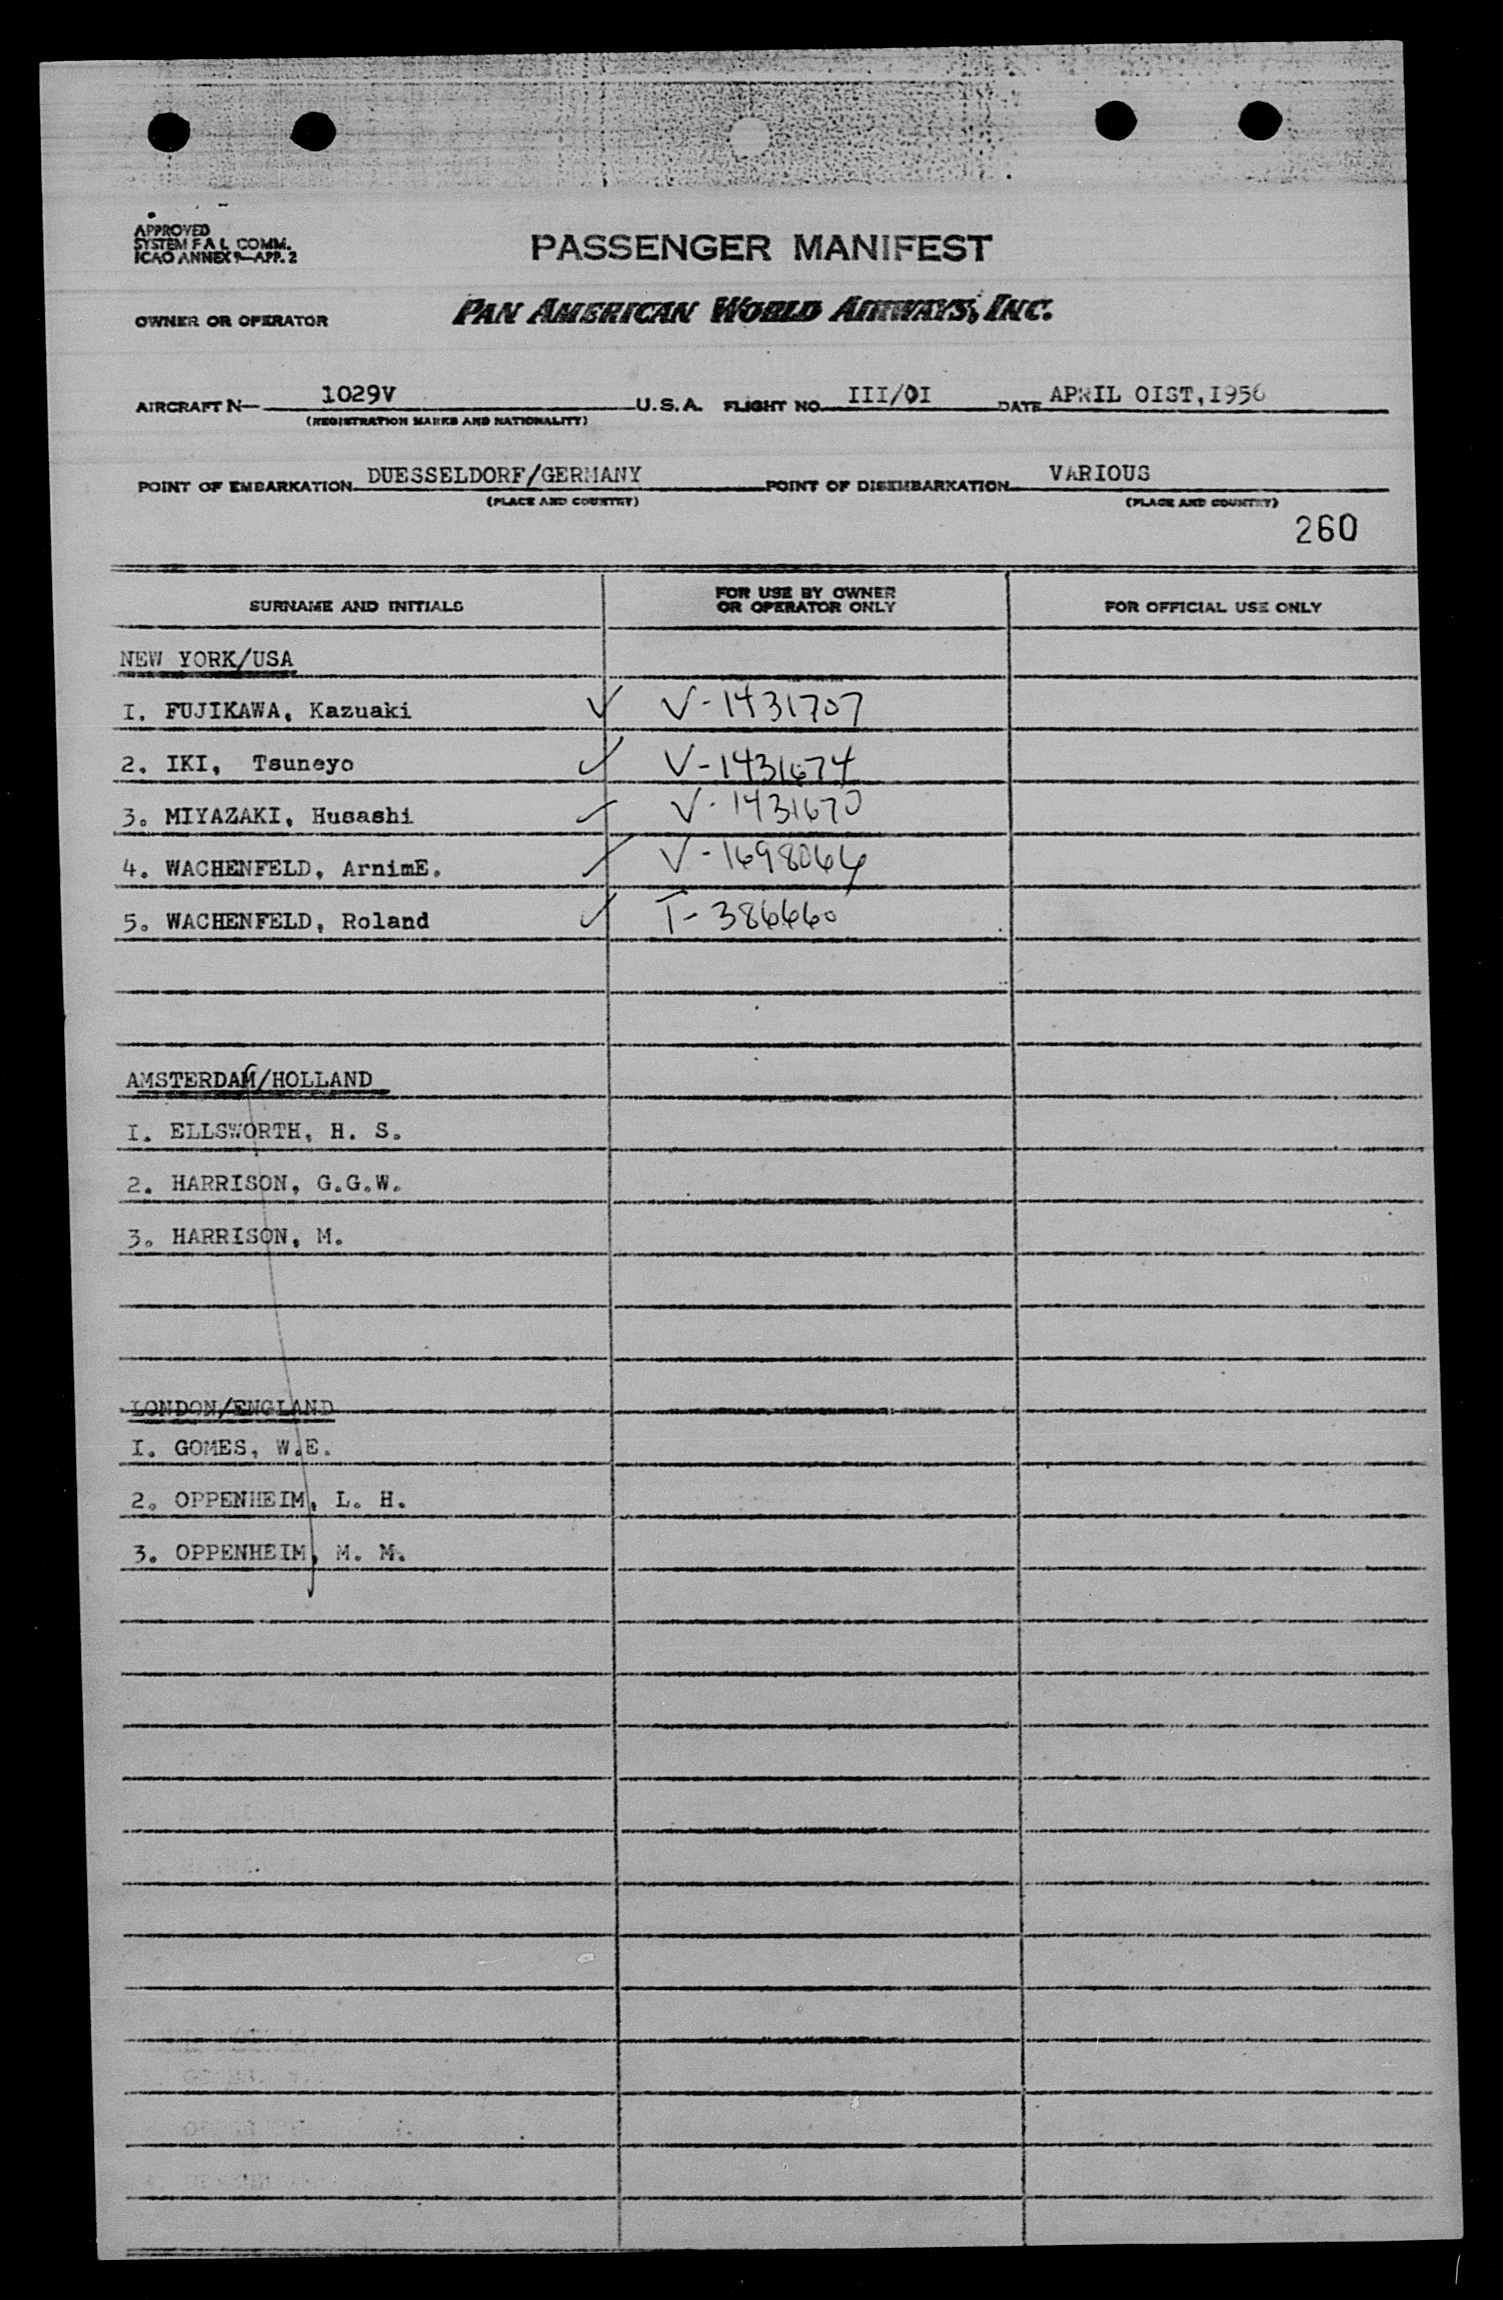 APPROVED
SYSTEM F A L COMM.
ICAO ANNEX 9—APP. 2
PASSENGER MANIFEST
OWNER OR OPERATOR
PAN AMERICAN WORLD AIRWAYS, INC.
AIRCRAFT N— 1029V U.S.A. FLIGHT NO. III/0I DATE APRIL OIST,I956
(REGISTRATION MARKS AND NATIONALITY)
POINT OF EMBARKATION DUESSELDORF/GERMANY POINT OF DISEMBARKATION VARIOUS
(PLACE AND COUNTRY) (PLACE AND COUNTRY)
260
SURNAME AND INITIALS FOR USE BY OWNER OR OPERATOR ONLY FOR OFFICIAL USE ONLY
NEW YORK/USA
I. FUJIKAWA, Kazuaki ✓ V-1431707
2. IKI, Tsuneyo ✓ V-1431674
3. MIYAZAKI, Husashi ✓ V-1431670
4. WACHENFELD, ArnimE. ✓ V-1698066
5. WACHENFELD, Roland ✓ T-386660
AMSTERDAM/HOLLAND
I. ELLSWORTH, H. S.
2. HARRISON, G.G.W.
3. HARRISON, M.
LONDON/ENGLAND
I. GOMES, W.E.
2. OPPENHEIM, L. H.
3. OPPENHEIM, M. M.